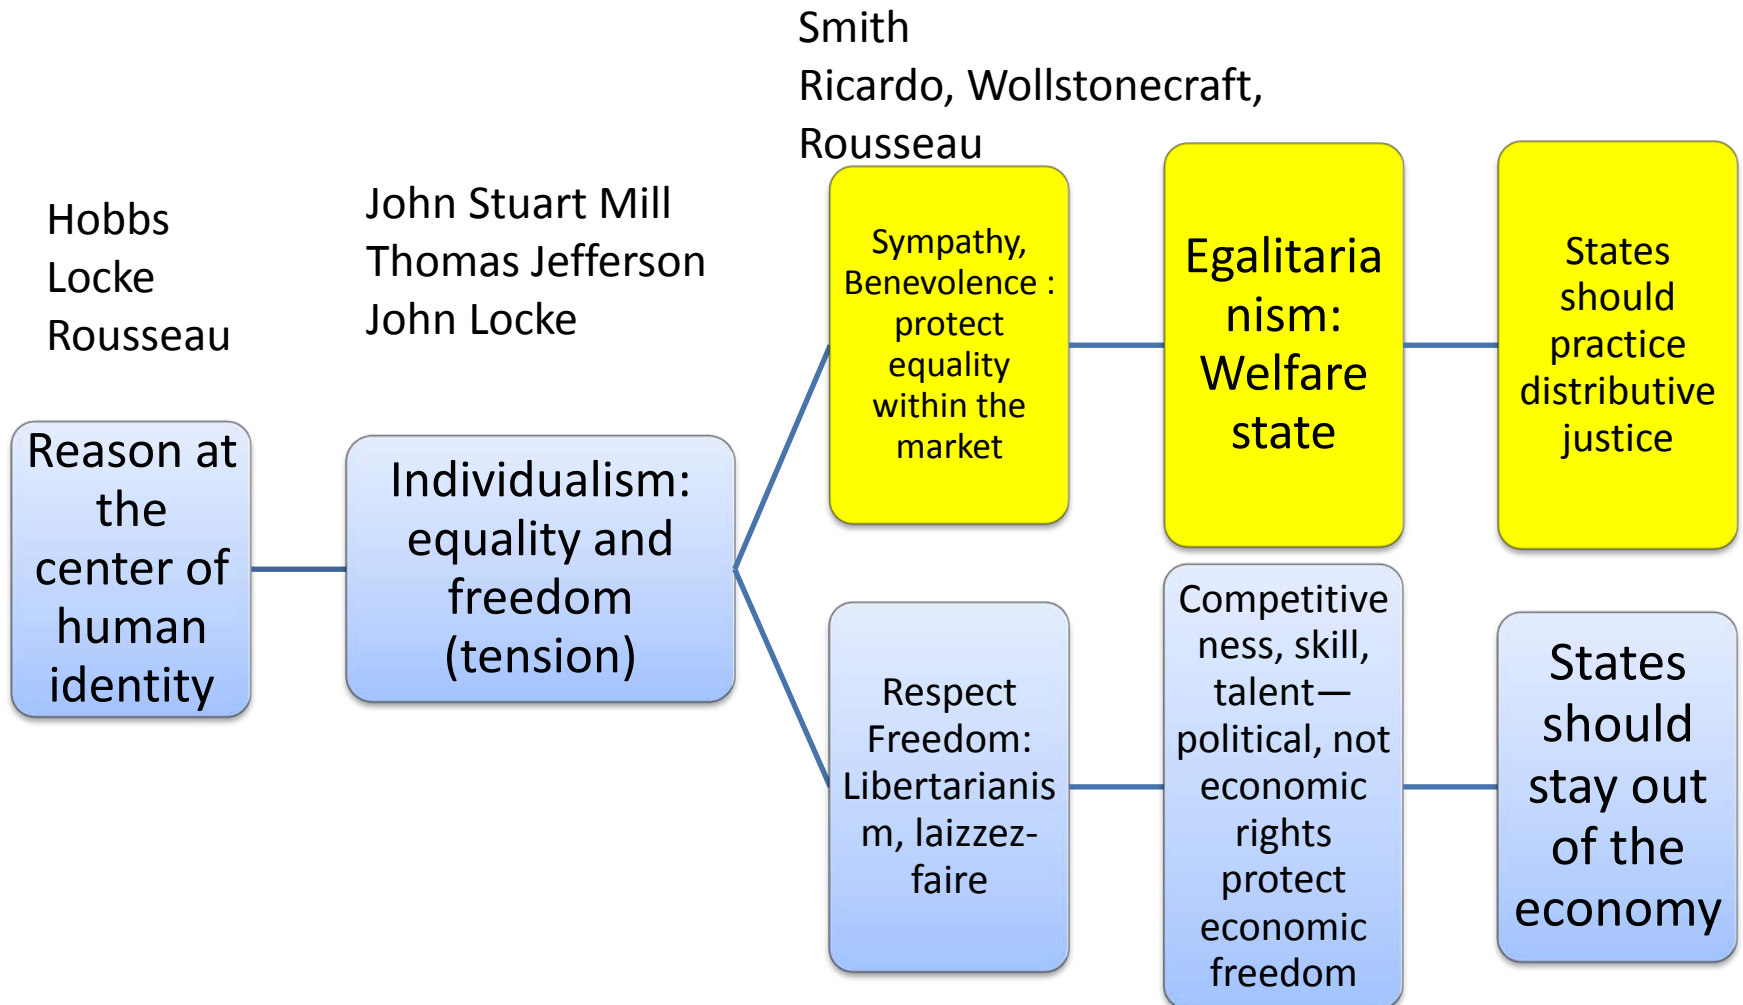 Hobbs
Locke
Rousseau
Reason at
the
center of
human
identity
John Stuart Mill
Thomas Jefferson
John Locke
Individualism:
equality and
freedom
(tension)
Smith
Ricardo, Wollstonecraft,
Rousseau
Sympathy,
Benevolence :
protect
equality
within the
market
Egalitaria
nism:
Welfare
state
States
should
practice
distributive
justice
Respect
Freedom:
Libertarianis
m, laizzez-
faire
Competitive
ness, skill,
talent—
political, not
economic
rights
protect
economic
freedom
States
should
stay out
of the
economy